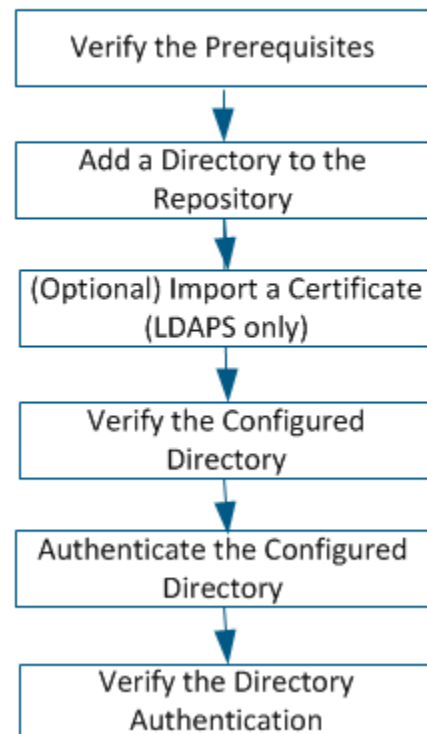 Verify the Prerequisites
Add a Directory to the
Repository
(Optional) Import a Certificate
(LDAPS only)
Verify the Configured
Directory
Authenticate the Configured
Directory
Verify the Directory
Authentication